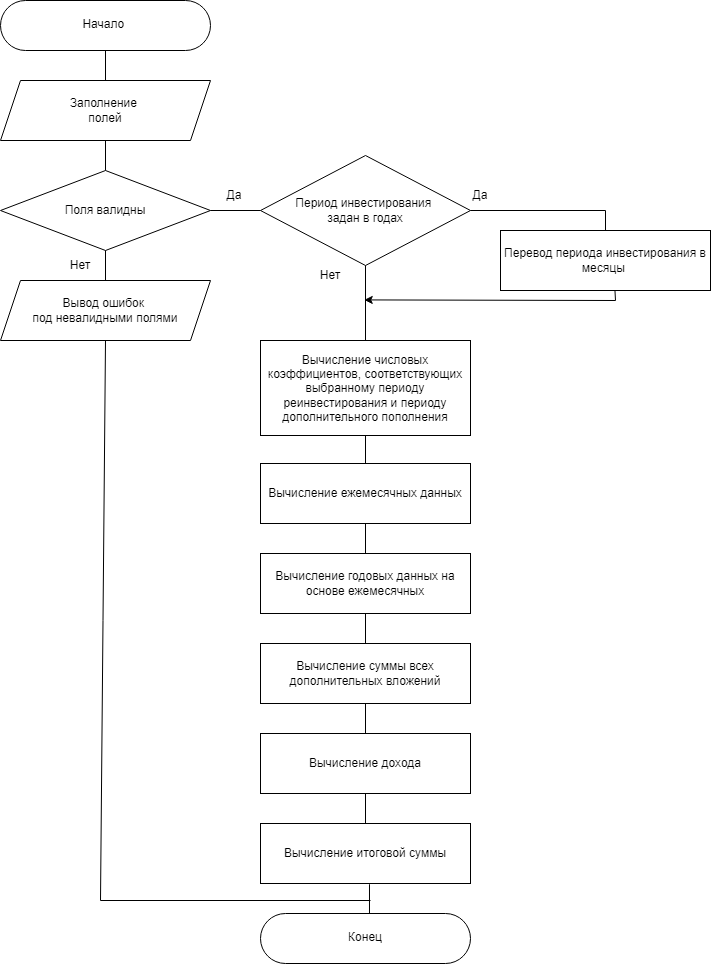 Начало
Заполнение
полей
Поля валидны
Да
Период инвестирования
задан в годах
Да
Перевод периода инвестирования в
месяцы
Нет
Нет
Вывод ошибок
под невалидными полями
Вычисление числовых
коэффициентов, соответствующих
выбранному периоду
реинвестирования и периоду
дополнительного пополнения
Вычисление ежемесячных данных
Вычисление годовых данных на
основе ежемесячных
Вычисление суммы всех
дополнительных вложений
Вычисление дохода
Вычисление итоговой суммы
Конец